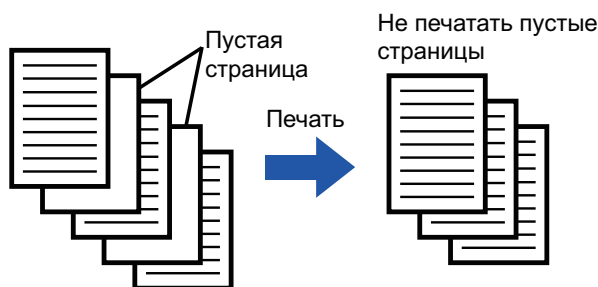 Пустая
страница
Печать
Не печатать пустые
страницы